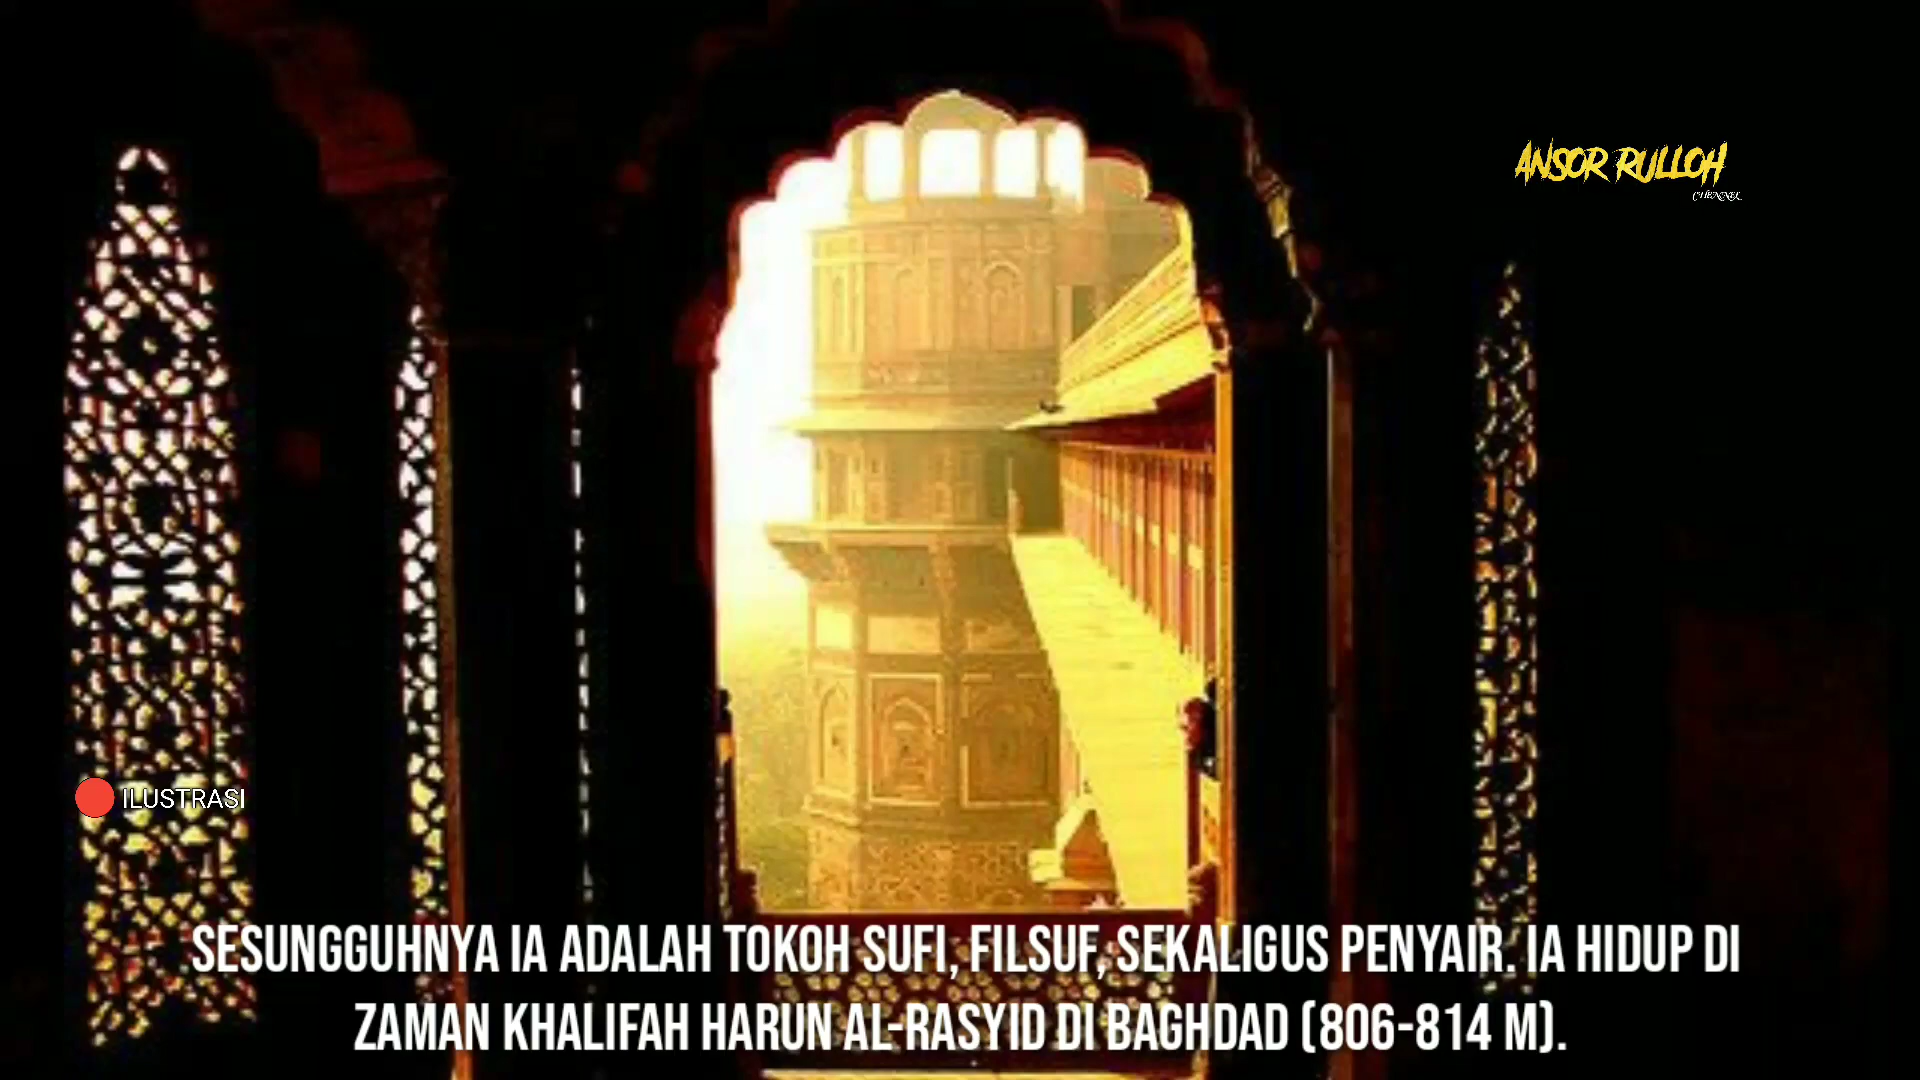 ANSOR RULLOH
CHENNEL
ILUSTRASI
SESUNGGUHNYA IA ADALAH TOKOH SUFI, FILSUF, SEKALIGUS PENYAIR. IA HIDUP DI
ZAMAN KHALIFAH HARUN AL-RASYID DI BAGHDAD (806-814 M).